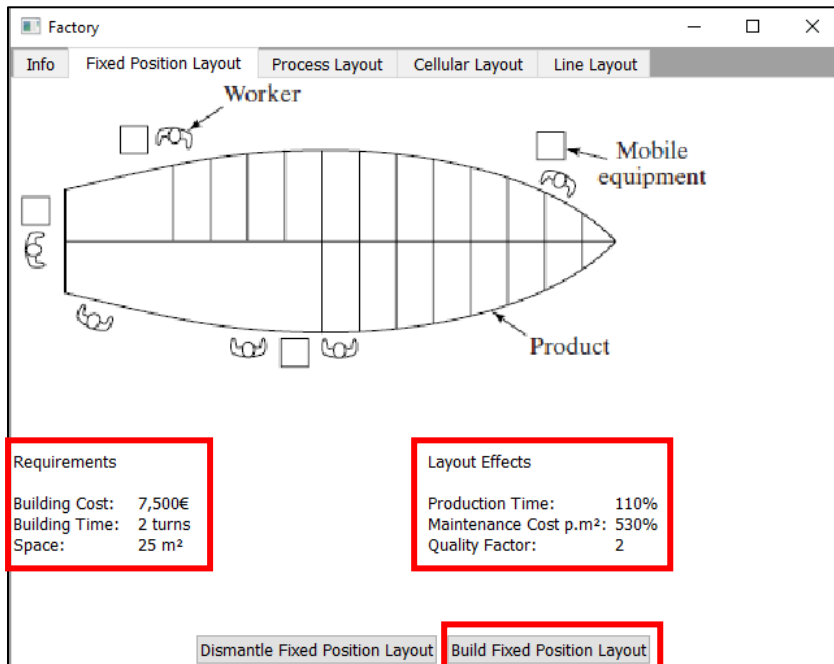 Factory
Info Fixed Position Layout Process Layout Cellular Layout Line Layout
Worker
Mobile
equipment
Product
Requirements
Building Cost: 7,500€
Building Time: 2 turns
Space: 25 m²
Layout Effects
Production Time: 110%
Maintenance Cost p.m²: 530%
Quality Factor: 2
Dismantle Fixed Position Layout Build Fixed Position Layout